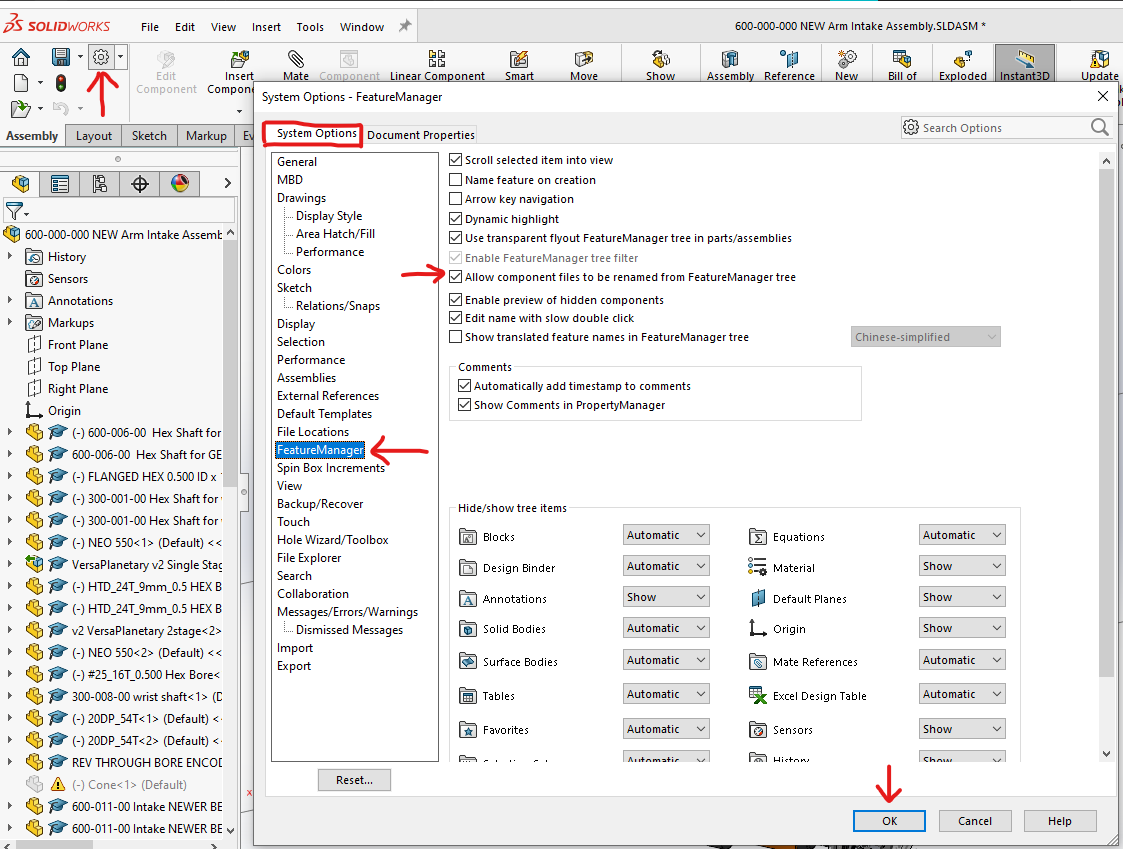 SOLIDWORKS File Edit View Insert Tools Window 600-000-000 NEW Arm Intake Assembly.SLDASM *
Edit Component Insert Mate Component Linear Component Smart Move Show Assembly Reference New Bill of Exploded Instant3D Update
Assembly Layout Sketch Markup
System Options - FeatureManager
System Options Document Properties
Search Options
600-000-000 NEW Arm Intake Assemb
History
Sensors
Annotations
Markups
Front Plane
Top Plane
Right Plane
Origin
(-) 600-006-00 Hex Shaft for
600-006-00 Hex Shaft for GE
(-) FLANGED HEX 0.500 ID x
(-) 300-001-00 Hex Shaft for
(-) 300-001-00 Hex Shaft for
(-) NEO 550<1> (Default) <<
VersaPlanetary v2 Single Stag
(-) HTD_24T_9mm_0.5 HEX B
(-) HTD_24T_9mm_0.5 HEX B
v2 VersaPlanetary 2stage<2>
(-) NEO 550<2> (Default) <<
(-) #25_16T_0.500 Hex Bore<
300-008-00 wrist shaft<1> (D
(-) 20DP_54T<1> (Default) <
(-) 20DP_54T<2> (Default) <
REV THROUGH BORE ENCOD
(-) Cone<1> (Default)
600-011-00 Intake NEWER BE
600-011-00 Intake NEWER BE
General
MBD
Drawings
Display Style
Area Hatch/Fill
Performance
Colors
Sketch
Relations/Snaps
Display
Selection
Performance
Assemblies
External References
Default Templates
File Locations
FeatureManager
Spin Box Increments
View
Backup/Recover
Touch
Hole Wizard/Toolbox
File Explorer
Search
Collaboration
Messages/Errors/Warnings
Dismissed Messages
Import
Export
Reset...
Scroll selected item into view
Name feature on creation
Arrow key navigation
Dynamic highlight
Use transparent flyout FeatureManager tree in parts/assemblies
Enable FeatureManager tree filter
Allow component files to be renamed from FeatureManager tree
Enable preview of hidden components
Edit name with slow double click
Show translated feature names in FeatureManager tree Chinese-simplified
Comments
Automatically add timestamp to comments
Show Comments in PropertyManager
Hide/show tree items
Blocks Automatic Equations Automatic
Design Binder Automatic Material Show
Annotations Show Default Planes Show
Solid Bodies Automatic Origin Show
Surface Bodies Automatic Mate References Automatic
Tables Automatic Excel Design Table Automatic
Favorites Automatic Sensors Show
Automatic History Show
OK Cancel Help